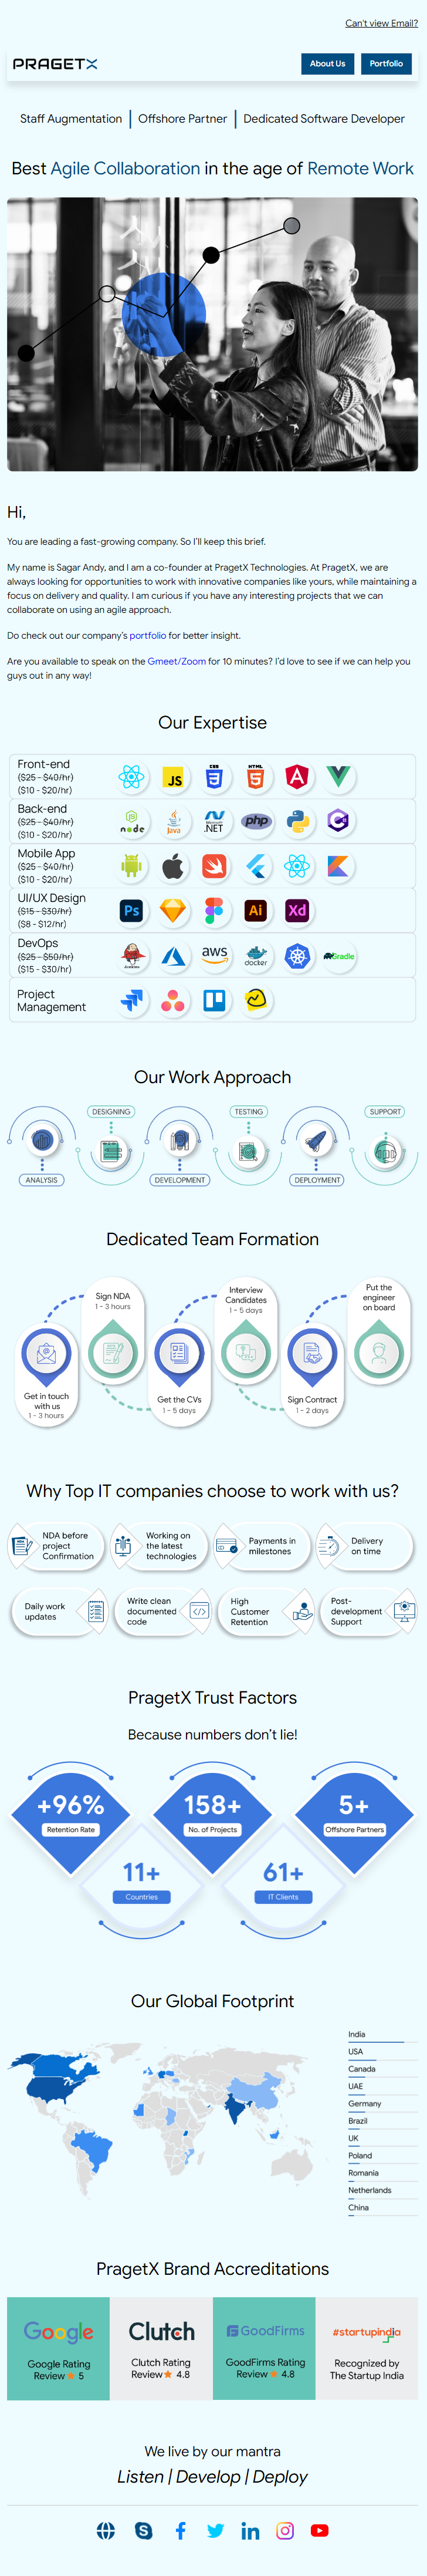 Can't view Email?
PRAGETX
About Us
Portfolio
Staff Augmentation | Offshore Partner | Dedicated Software Developer
Best Agile Collaboration in the age of Remote Work
Hi,
You are leading a fast-growing company. So I'll keep this brief.
My name is Sagar Andy, and I am a co-founder at PragetX Technologies. At PragetX, we are
always looking for opportunities to work with innovative companies like yours, while maintaining a
focus on delivery and quality. I am curious if you have any interesting projects that we can
collaborate on using an agile approach.
Do check out our company's portfolio for better insight.
Are you available to speak on the Gmeet/Zoom for 10 minutes? I'd love to see if we can help you
guys out in any way!
Our Expertise
Front-end
($25 - $40/hr)
($10 - $20/hr)
JS
CSS
HTML
Back-end
($25 - $40/hr)
($10 - $20/hr)
node
Java
Microsoft
.NET
php
C#
Mobile App
($25 - $40/hr)
($10 - $20/hr)
UI/UX Design
($15 - $30/hr)
($8 - $12/hr)
Ps
Ai
Xd
DevOps
($25 - $50/hr)
($15 - $30/hr)
Jenkins
aws
docker
Gradle
Project
Management
Our Work Approach
DESIGNING
TESTING
SUPPORT
ANALYSIS
DEVELOPMENT
DEPLOYMENT
Dedicated Team Formation
Sign NDA
1 - 3 hours
Interview
Candidates
1 - 5 days
Put the
engineer
on board
Get in touch
with us
1 - 3 hours
Get the CVs
1 - 5 days
Sign Contract
1 - 2 days
Why Top IT companies choose to work with us?
NDA before
project
Confirmation
Working on
the latest
technologies
Payments in
milestones
Delivery
on time
Daily work
updates
Write clean
documented
code
High
Customer
Retention
Post-
development
Support
PragetX Trust Factors
Because numbers don't lie!
+96%
Retention Rate
158+
No. of Projects
5+
Offshore Partners
11+
Countries
61+
IT Clients
Our Global Footprint
India
USA
Canada
UAE
Germany
Brazil
UK
Poland
Romania
Netherlands
China
PragetX Brand Accreditations
Google
Google Rating
Review ★ 5
Clutch
Clutch Rating
Review ★ 4.8
GoodFirms
GoodFirms Rating
Review ★ 4.8
#startupindia
Recognized by
The Startup India
We live by our mantra
Listen | Develop | Deploy